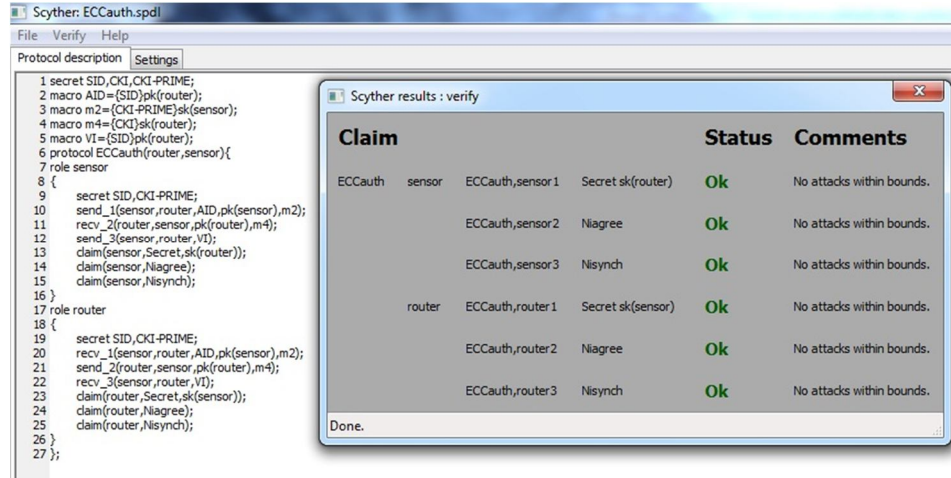 Scyther: ECCauth.spdl
File Verify Help
Protocol description Settings
1 secret SID,CKI,CKI-PRIME;
2 macro AID={SID}pk(router);
3 macro m2={CKI-PRIME}sk(sensor);
4 macro m4={CKI}sk(router);
5 macro VI={SID}pk(router);
6 protocol ECCauth(router,sensor){
7 role sensor
8 {
9 secret SID,CKI-PRIME;
10 send_1(sensor,router,AID,pk(sensor),m2);
11 recv_2(router,sensor,pk(router),m4);
12 send_3(sensor,router,VI);
13 claim(sensor,Secret,sk(router));
14 claim(sensor,Niagree);
15 claim(sensor,Nisynch);
16 }
17 role router
18 {
19 secret SID,CKI-PRIME;
20 recv_1(sensor,router,AID,pk(sensor),m2);
21 send_2(router,sensor,pk(router),m4);
22 recv_3(sensor,router,VI);
23 claim(router,Secret,sk(sensor));
24 claim(router,Niagree);
25 claim(router,Nisynch);
26 }
27 };
Scyther results : verify
Claim Status Comments
ECCauth sensor ECCauth,sensor1 Secret sk(router) Ok No attacks within bounds.
ECCauth,sensor2 Niagree Ok No attacks within bounds.
ECCauth,sensor3 Nisynch Ok No attacks within bounds.
router ECCauth,router1 Secret sk(sensor) Ok No attacks within bounds.
ECCauth,router2 Niagree Ok No attacks within bounds.
ECCauth,router3 Nisynch Ok No attacks within bounds.
Done.